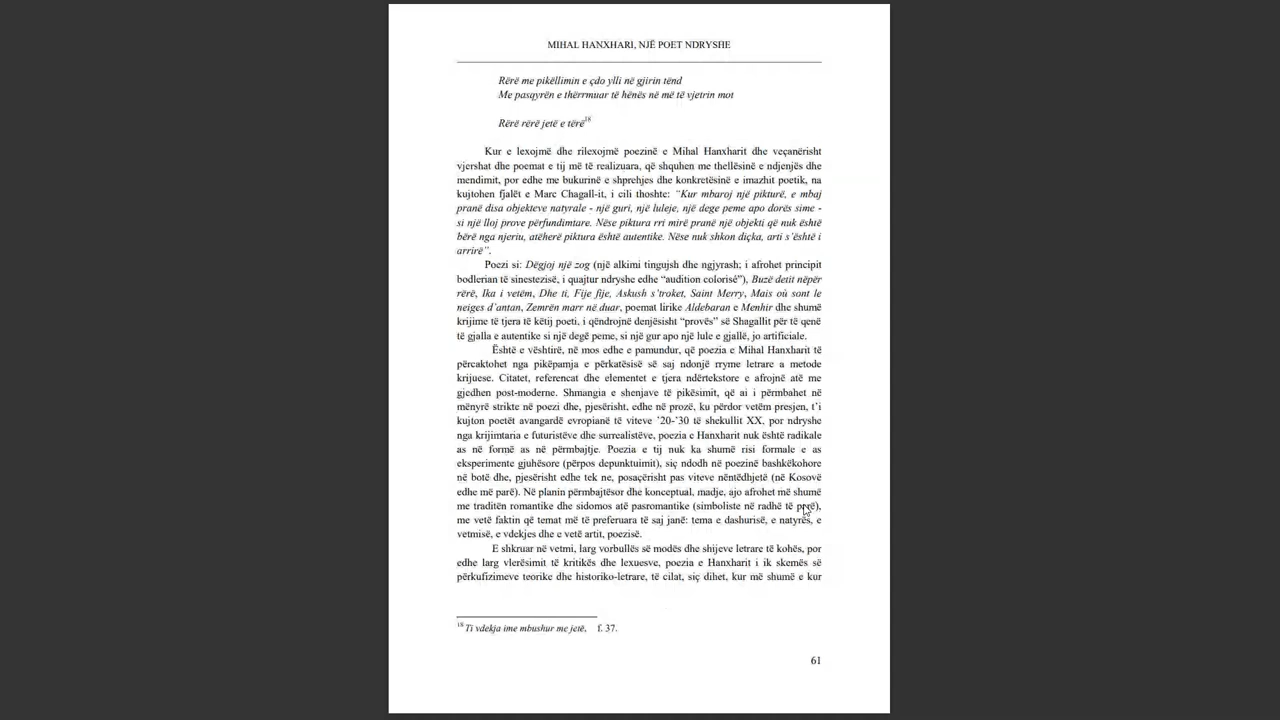 MIHAL HANXHARI, NJË POET NDRYSHE
Rërë me pikëllimin e çdo ylli në gjirin tënd
Me pasqyrën e thërrmuar të hënës në më të vjetrin mot
Rërë rërë jetë e tërë18
Kur e lexojmë dhe rilexojmë poezinë e Mihal Hanxharit dhe veçanërisht
vjershat dhe poemat e tij më të realizuara, që shquhen me thellësinë e ndjenjës dhe
mendimit, por edhe me bukurinë e shprehjes dhe konkretësinë e imazhit poetik, na
kujtohen fjalët e Marc Chagall-it, i cili thoshte: “Kur mbaroj një pikturë, e mbaj
pranë disa objekteve natyrale - një guri, një luleje, një dege peme apo dorës sime -
si një lloj prove përfundimtare. Nëse piktura rri mirë pranë një objekti që nuk është
bërë nga njeriu, atëherë piktura është autentike. Nëse nuk shkon diçka, arti s’është i
arrirë”.
Poezi si: Dëgjoj një zog (një alkimi tingujsh dhe ngjyrash; i afrohet principit
bodlerian të sinestezisë, i quajtur ndryshe edhe “audition colorisé”), Buzë detit nëpër
rërë, Ika i vetëm, Dhe ti, Fije fije, Askush s’troket, Saint Merry, Mais où sont le
neiges d’antan, Zemrën marr në duar, poemat lirike Aldebaran e Menhir dhe shumë
krijime të tjera të këtij poeti, i qëndrojnë denjësisht “provës” së Shagallit për të qenë
të gjalla e autentike si një degë peme, si një gur apo një lule e gjallë, jo artificiale.
Është e vështirë, në mos edhe e pamundur, që poezia e Mihal Hanxharit të
përcaktohet nga pikëpamja e përkatësisë së saj ndonjë rryme letrare a metode
krijuese. Citatet, referencat dhe elementet e tjera ndërtekstore e afrojnë atë me
gjedhen post-moderne. Shmangia e shenjave të pikësimit, që ai i përmbahet në
mënyrë strikte në poezi dhe, pjesërisht, edhe në prozë, ku përdor vetëm presjen, t’i
kujton poetët avangardë evropianë të viteve ’20-’30 të shekullit XX, por ndryshe
nga krijimtaria e futuristëve dhe surrealistëve, poezia e Hanxharit nuk është radikale
as në formë as në përmbajtje. Poezia e tij nuk ka shumë risi formale e as
eksperimente gjuhësore (përpos depunktuimit), siç ndodh në poezinë bashkëkohore
në botë dhe, pjesërisht edhe tek ne, posaçërisht pas viteve nëntëdhjetë (në Kosovë
edhe më parë). Në planin përmbajtësor dhe konceptual, madje, ajo afrohet më shumë
me traditën romantike dhe sidomos atë pasromantike (simboliste në radhë të parë),
me vetë faktin që temat më të preferuara të saj janë: tema e dashurisë, e natyrës, e
vetmisë, e vdekjes dhe e vetë artit, poezisë.
E shkruar në vetmi, larg vorbullës së modës dhe shijeve letrare të kohës, por
edhe larg vlerësimit të kritikës dhe lexuesve, poezia e Hanxharit i ik skemës së
përkufizimeve teorike dhe historiko-letrare, të cilat, siç dihet, kur më shumë e kur
18 Ti vdekja ime mbushur me jetë, f. 37.
61